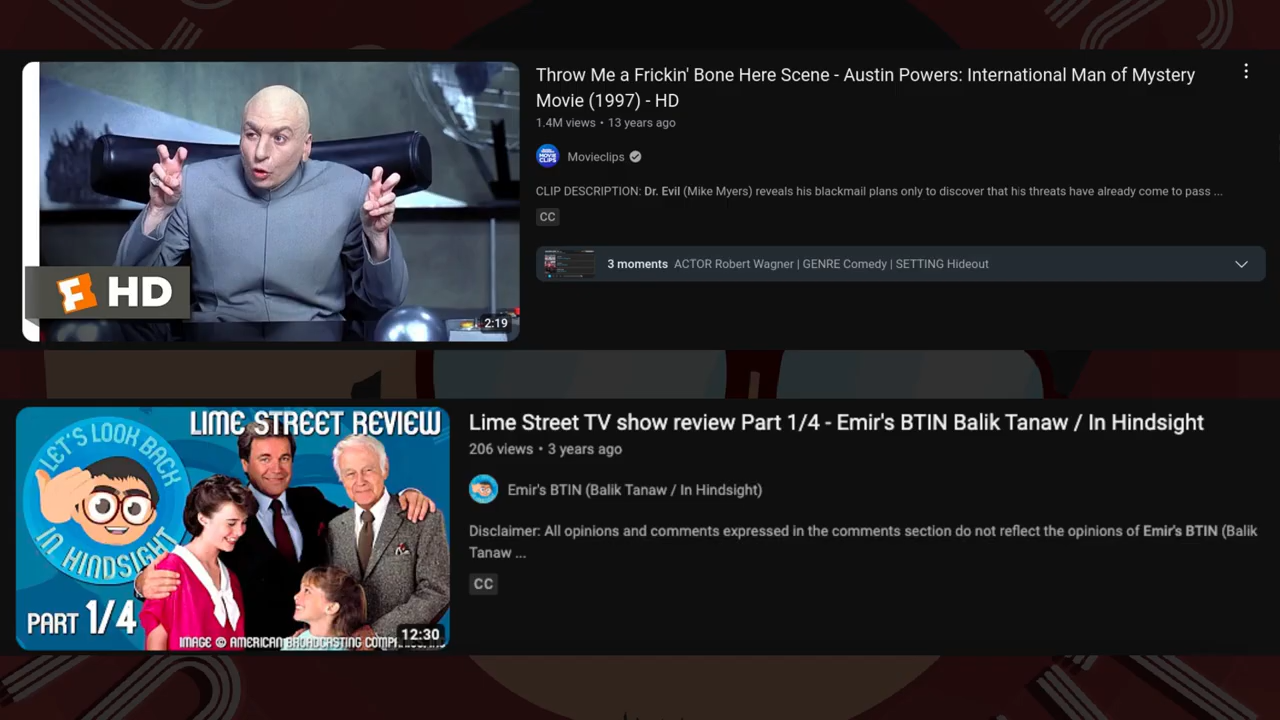 Throw Me a Frickin' Bone Here Scene - Austin Powers: International Man of Mystery
Movie (1997) - HD
1.4M views • 13 years ago
MOVIE
CLIPS
Movieclips
CLIP DESCRIPTION: Dr. Evil (Mike Myers) reveals his blackmail plans only to discover that his threats have already come to pass ...
CC
3 moments ACTOR Robert Wagner | GENRE Comedy | SETTING Hideout
F HD
2:19
LIME STREET REVIEW
LET'S LOOK BACK
IN HINDSIGHT
PART 1/4
IMAGE © AMERICAN BROADCASTING
12:30
Lime Street TV show review Part 1/4 - Emir's BTIN Balik Tanaw / In Hindsight
206 views • 3 years ago
Emir's BTIN (Balik Tanaw / In Hindsight)
Disclaimer: All opinions and comments expressed in the comments section do not reflect the opinions of Emir's BTIN (Balik
Tanaw ...
CC